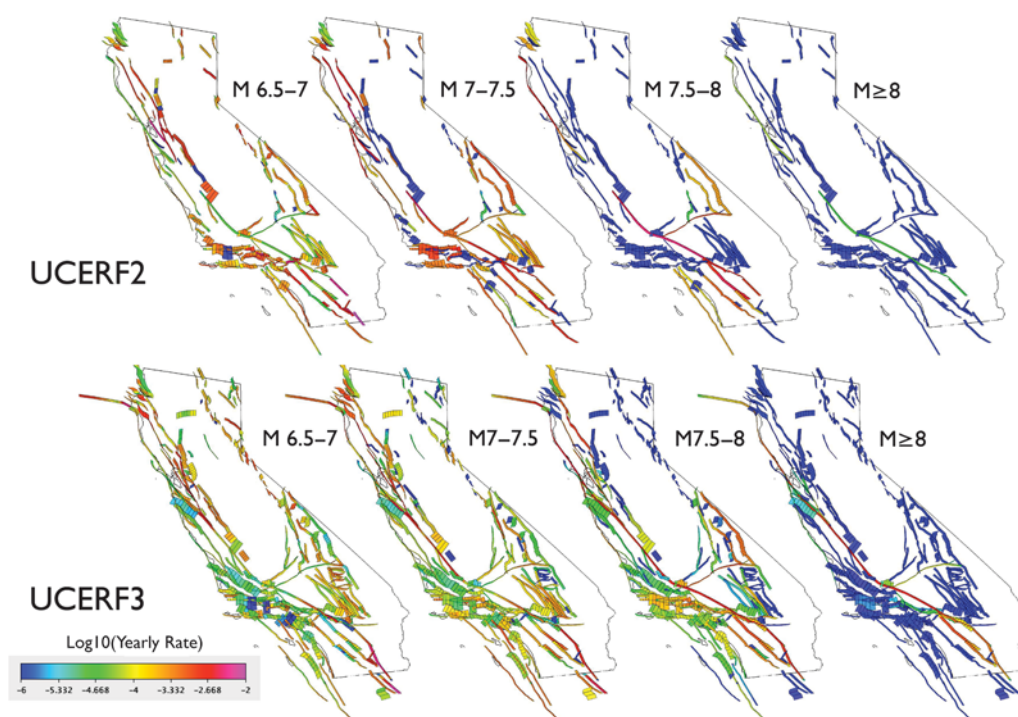 M 6.5–7
M 7–7.5
M 7.5–8
M≥8
UCERF2
M 6.5–7
M7–7.5
M7.5–8
M≥8
UCERF3
Log10(Yearly Rate)
-6 -5.332 -4.668 -4 -3.332 -2.668 -2